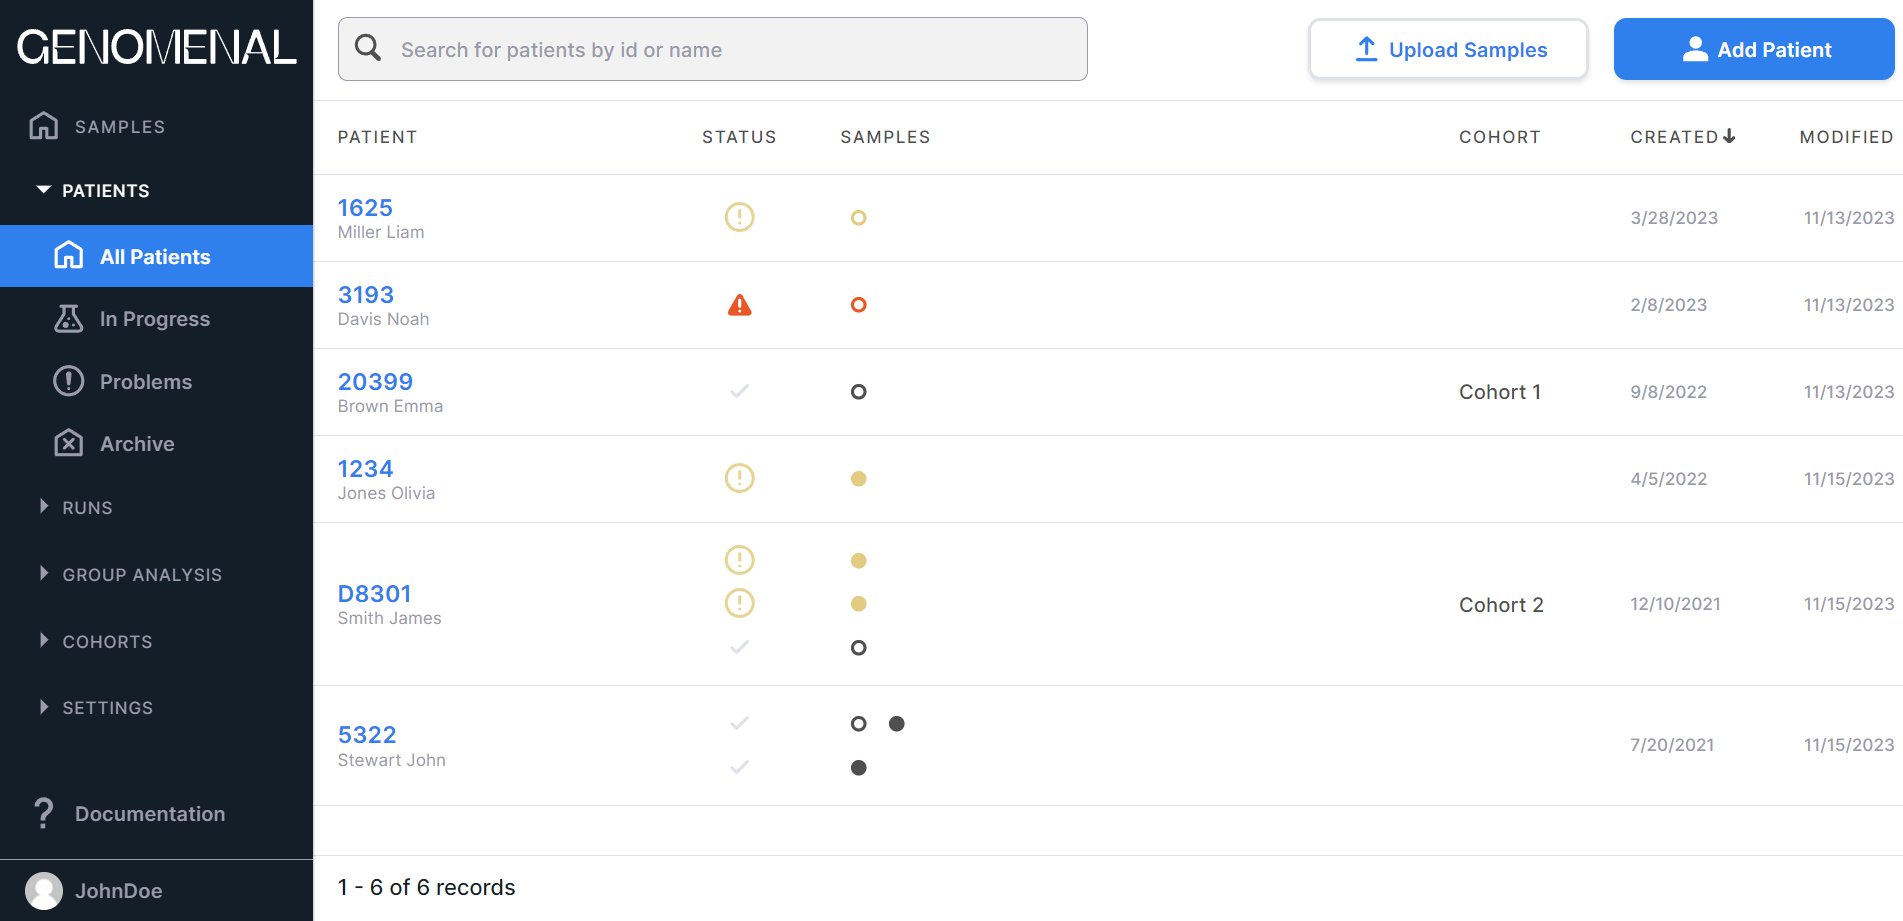 GENOMENAL
Search for patients by id or name
Upload Samples
Add Patient
SAMPLES
PATIENTS
All Patients
In Progress
Problems
Archive
RUNS
GROUP ANALYSIS
COHORTS
SETTINGS
Documentation
JohnDoe
PATIENT STATUS SAMPLES COHORT CREATED MODIFIED
1625
Miller Liam
3/28/2023 11/13/2023
3193
Davis Noah
2/8/2023 11/13/2023
20399
Brown Emma
Cohort 1 9/8/2022 11/13/2023
1234
Jones Olivia
4/5/2022 11/15/2023
D8301
Smith James
Cohort 2 12/10/2021 11/15/2023
5322
Stewart John
7/20/2021 11/15/2023
1 - 6 of 6 records